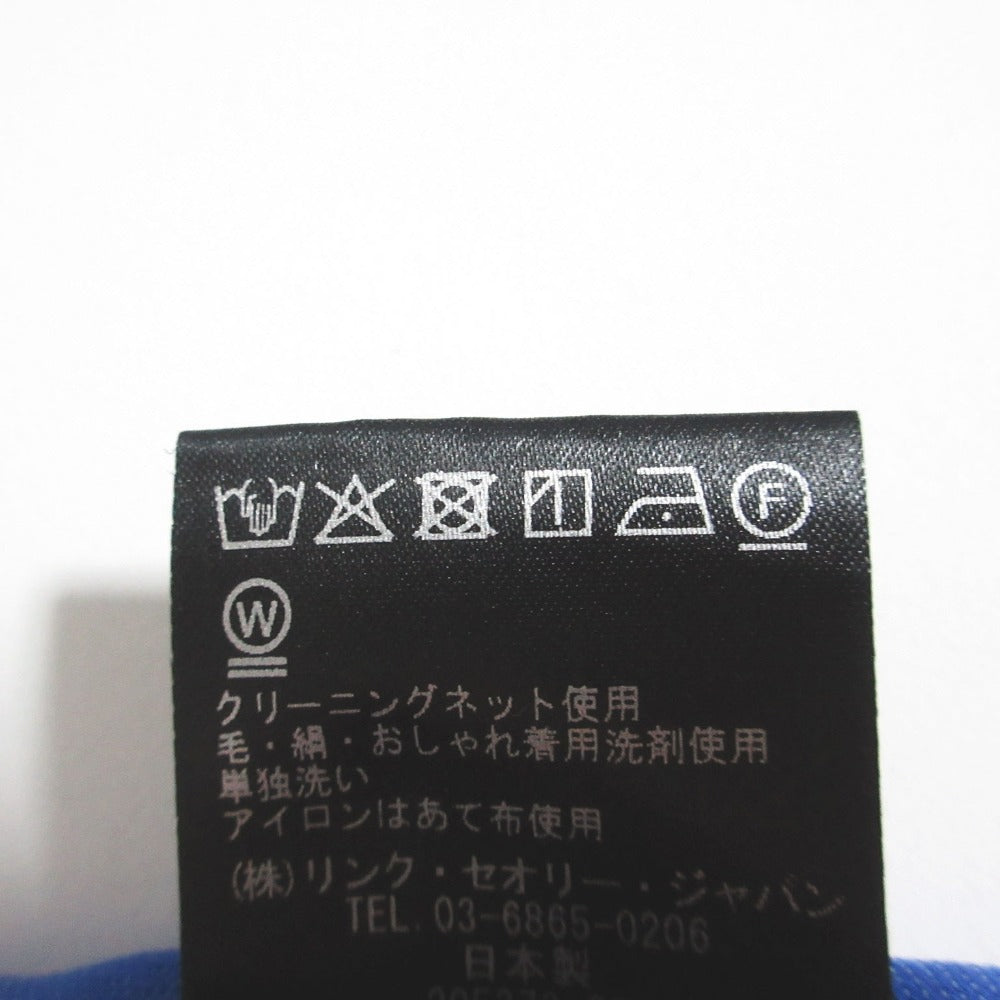 F
W
クリーニングネット使用
毛・絹・おしゃれ着用洗剤使用
単独洗い
アイロンはあて布使用
(株)リンク・セオリー・ジャパン
TEL.03-6865-0206
日本製